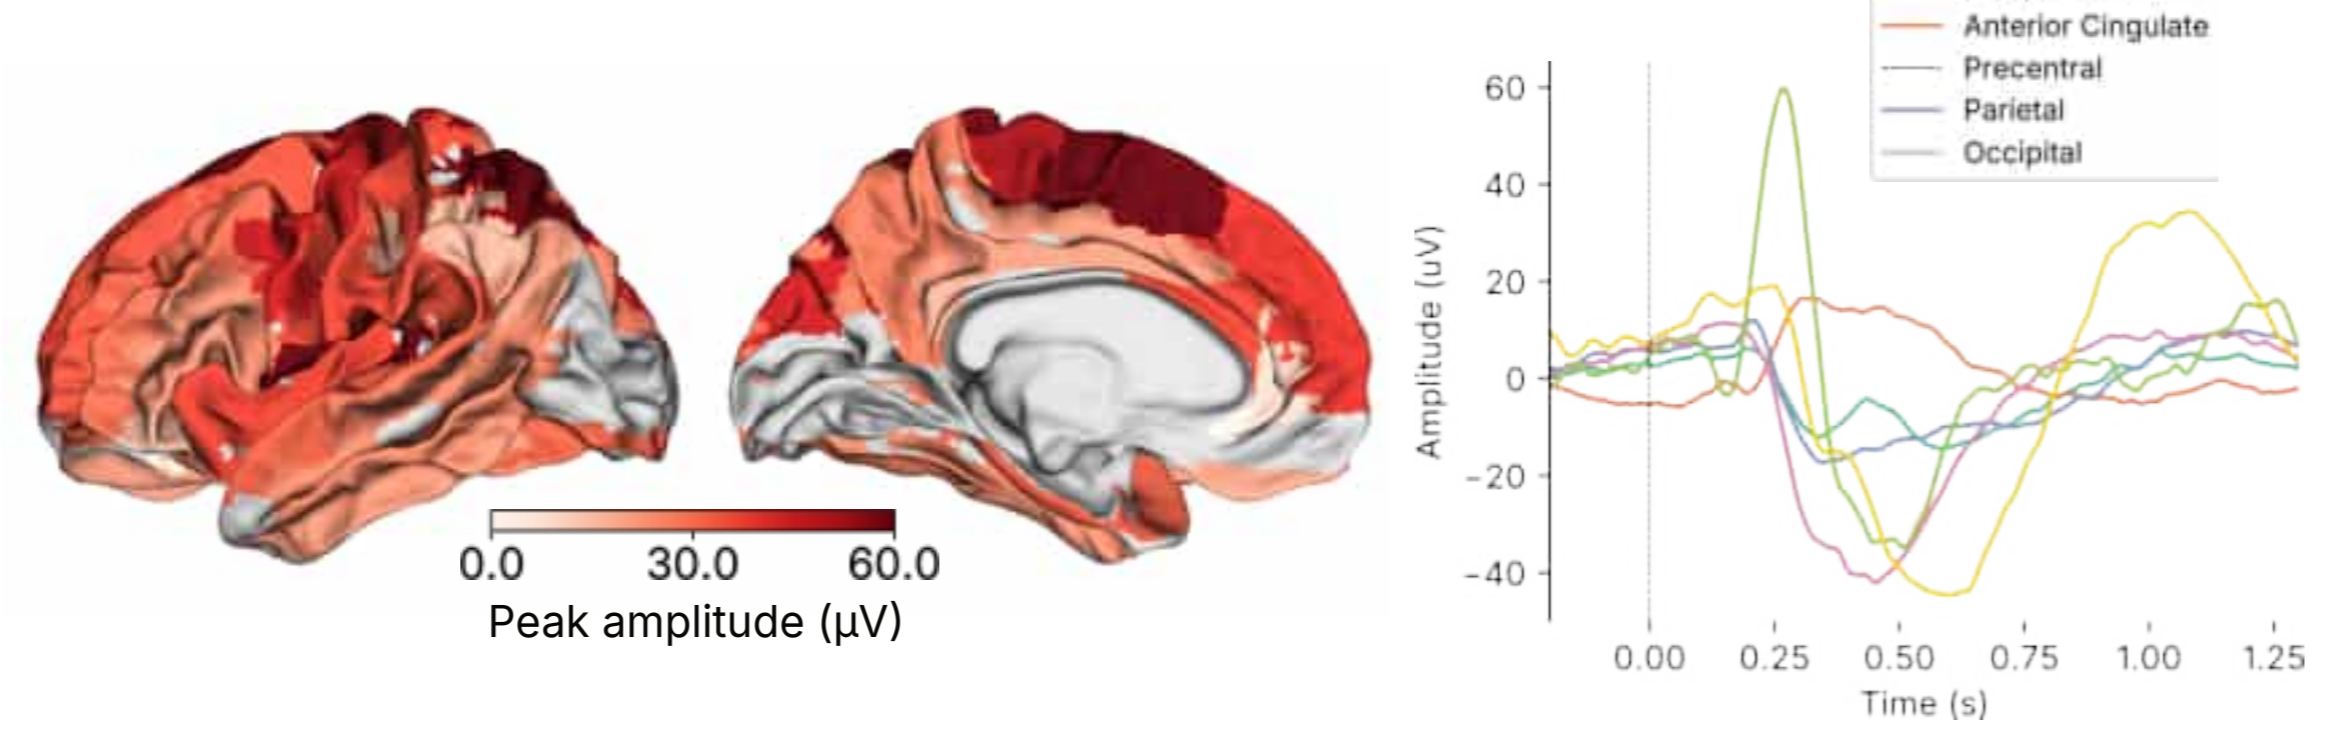 0.0 30.0 60.0
Peak amplitude (μV)
Anterior Cingulate
Precentral
Parietal
Occipital
60
40
20
0
−20
−40
Amplitude (uV)
0.00 0.25 0.50 0.75 1.00 1.25
Time (s)